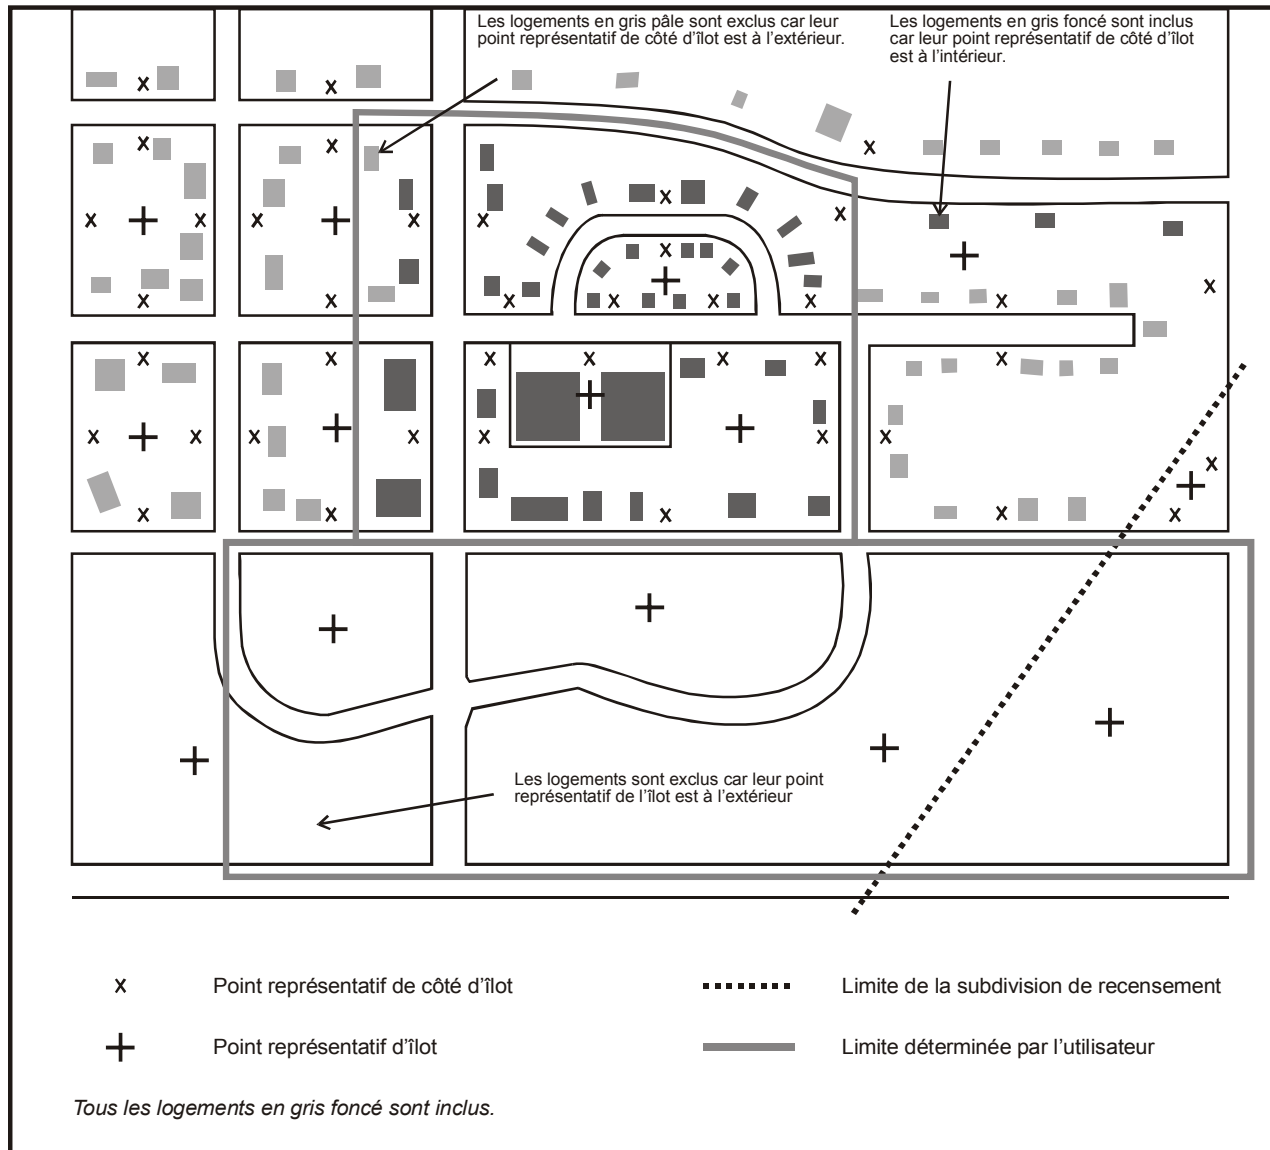 Les logements en gris pâle sont exclus car leur
point représentatif de côté d'îlot est à l'extérieur.
Les logements en gris foncé sont inclus
car leur point représentatif de côté d'îlot
est à l'intérieur.
Les logements sont exclus car leur point
représentatif de l'îlot est à l'extérieur
x Point représentatif de côté d'îlot
Limite de la subdivision de recensement
+ Point représentatif d'îlot
Limite déterminée par l'utilisateur
Tous les logements en gris foncé sont inclus.